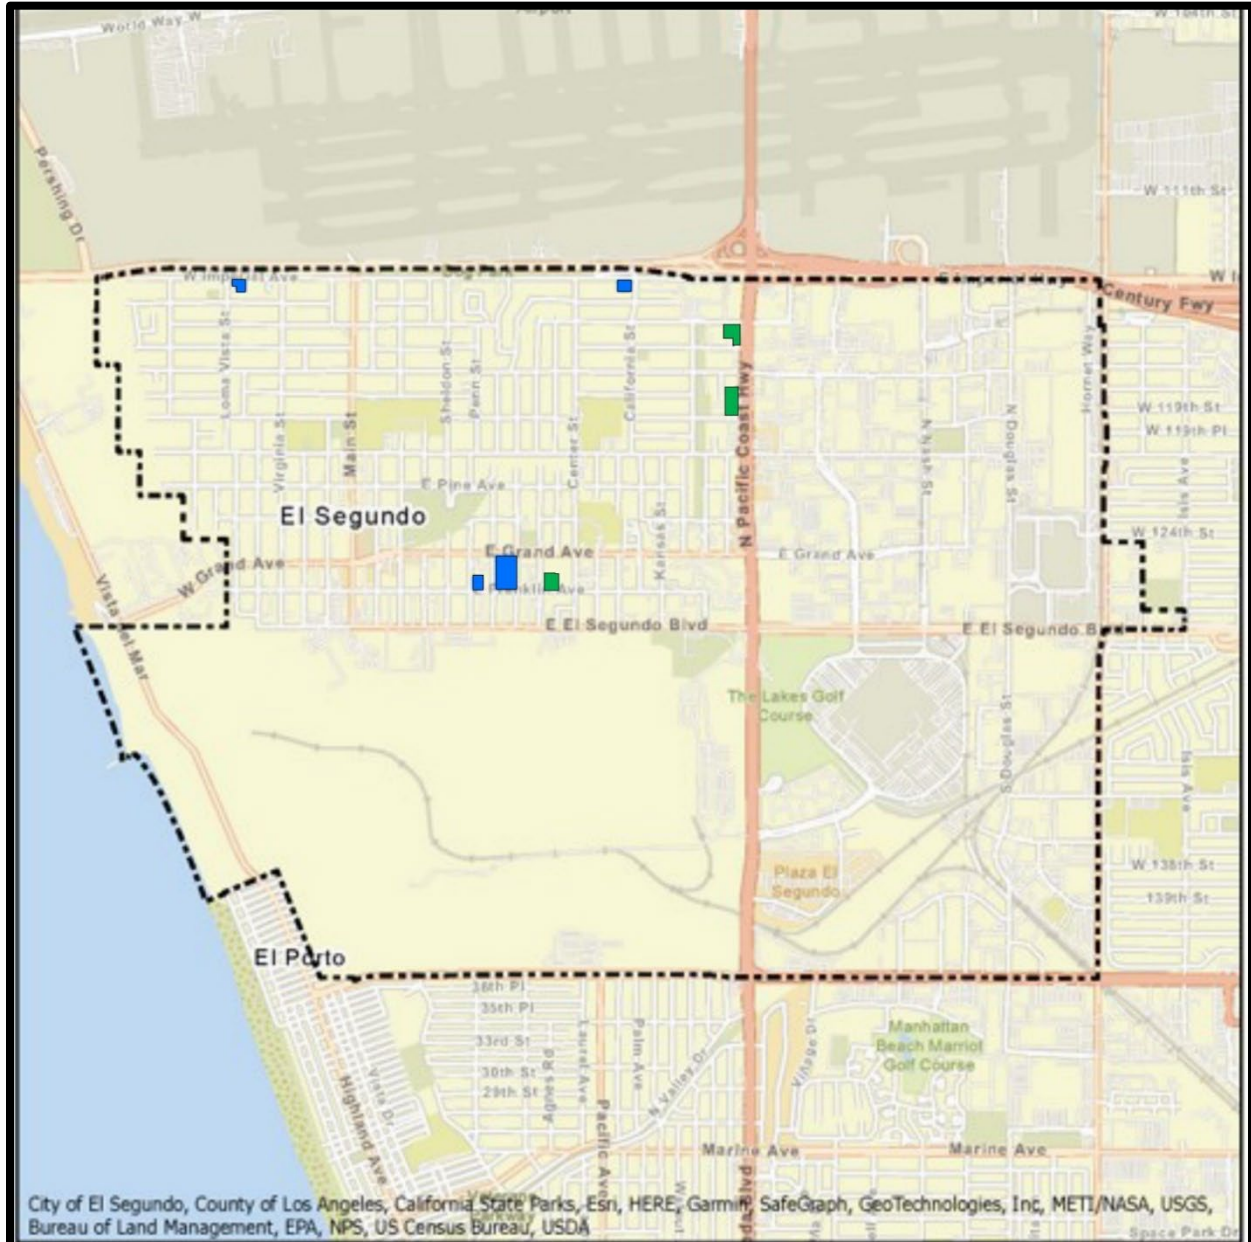 World Way W
Airport
W 104th St
Pershing Dr
W 111th St
W Imperial Ave
Dog Park
W I
Century Fwy
Loma Vista St
Sheldon St
Penn St
California St
N Pacific Coast Hwy
Hornet Way
W 119th St
W 119th Pl
Virginia St
Main St
Center St
N Nash St
N Douglas St
Isis Ave
E Pine Ave
El Segundo
Kansas St
W 124th St
E Grand Ave
E Grand Ave
W Grand Ave
E Franklin Ave
Vista Del Mar
E El Segundo Blvd
E El Segundo Blvd
The Lakes Golf
Course
S Douglas St
Isis Ave
Plaza El
Segundo
W 138th St
139th St
El Porto
36th Pl
35th Pl
33rd St
30th St
29th St
Agnes Rd
Laurel Ave
Palm Ave
N Valley Dr
Village Dr
Manhattan
Beach Marriot
Golf Course
Highland Ave
Vista Dr
Pacific Ave
Marine Ave
Marine Ave
City of El Segundo, County of Los Angeles, California State Parks, Esri, HERE, Garmin, SafeGraph, GeoTechnologies, Inc, METI/NASA, USGS,
Bureau of Land Management, EPA, NPS, US Census Bureau, USDA
Space Park Dr